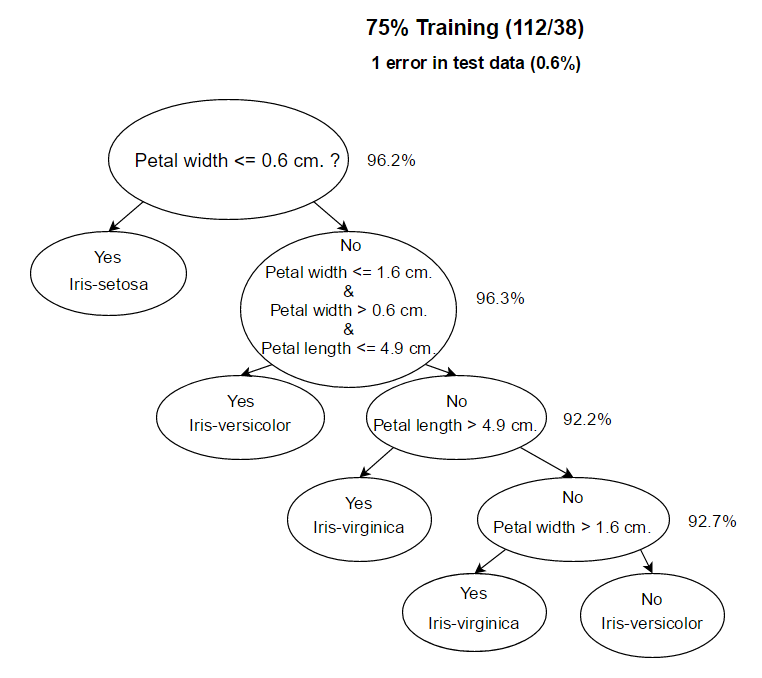 75% Training (112/38)
1 error in test data (0.6%)
Petal width <= 0.6 cm. ?
96.2%
Yes
Iris-setosa
No
Petal width <= 1.6 cm.
&
Petal width > 0.6 cm.
&
Petal length <= 4.9 cm.
96.3%
Yes
Iris-versicolor
No
Petal length > 4.9 cm.
92.2%
Yes
Iris-virginica
No
Petal width > 1.6 cm.
92.7%
Yes
Iris-virginica
No
Iris-versicolor